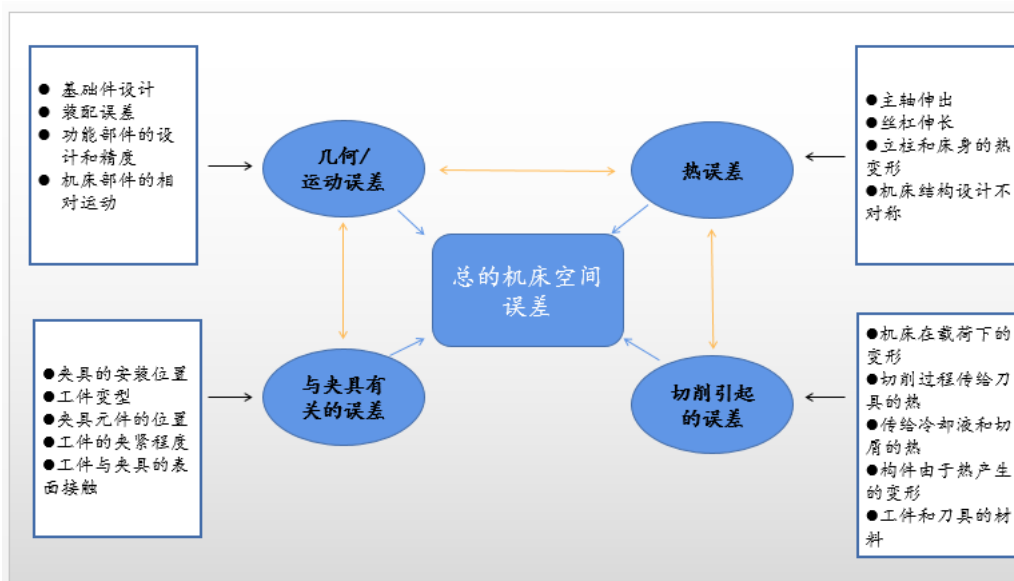 ● 基础件设计
● 装配误差
● 功能部件的设
计和精度
● 机床部件的相
对运动
几何/
运动误差
热误差
●主轴伸出
●丝杠伸长
●立柱和床身的热
变形
●机床结构设计不
对称
总的机床空间
误差
●夹具的安装位置
●工件变型
●夹具元件的位置
●工件的夹紧程度
●工件与夹具的表
面接触
与夹具有
关的误差
切削引起
的误差
●机床在载荷下的
变形
●切削过程传给刀
具的热
●传给冷却液和切
屑的热
●构件由于热产生
的变形
●工件和刀具的材
料